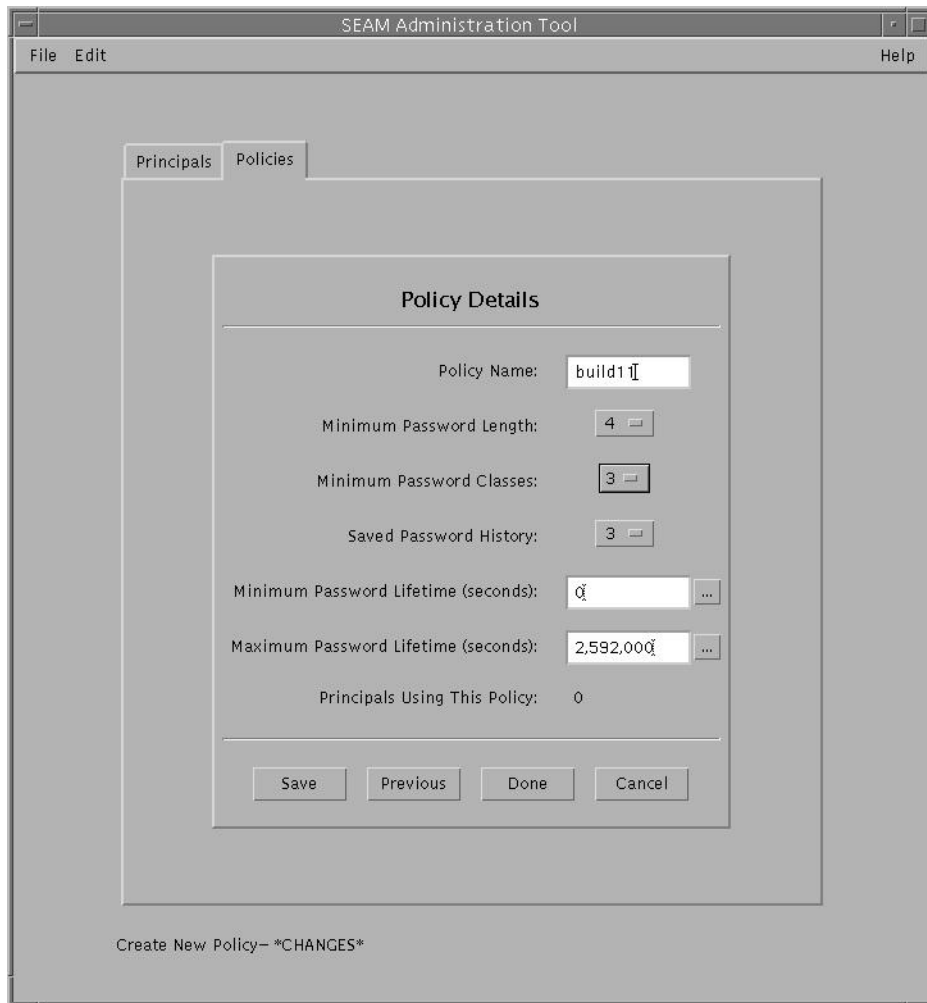 SEAM Administration Tool
File Edit Help
Principals Policies
Policy Details
Policy Name: build11
Minimum Password Length: 4
Minimum Password Classes: 3
Saved Password History: 3
Minimum Password Lifetime (seconds): 0 ...
Maximum Password Lifetime (seconds): 2,592,000 ...
Principals Using This Policy: 0
Save Previous Done Cancel
Create New Policy– *CHANGES*